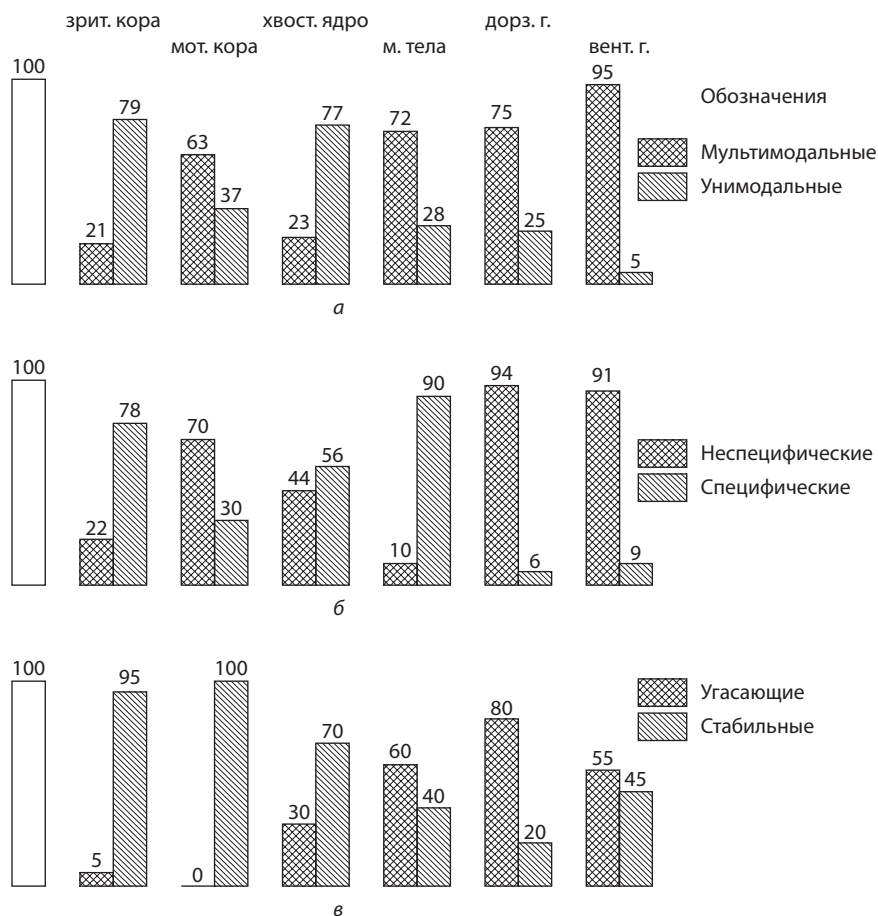 зрит. кора хвост. ядро дорз. г.
мот. кора м. тела вент. г.
100 79 77 72 75 95
63
37
21 23 28 25 5
Обозначения
Мультимодальные
Унимодальные
а
100 78 70 90 94 91
44 56
22 30 10 6 9
Неспецифические
Специфические
б
100 95 100 70 60 80 55 45
5 0 30 40 20
Угасающие
Стабильные
в